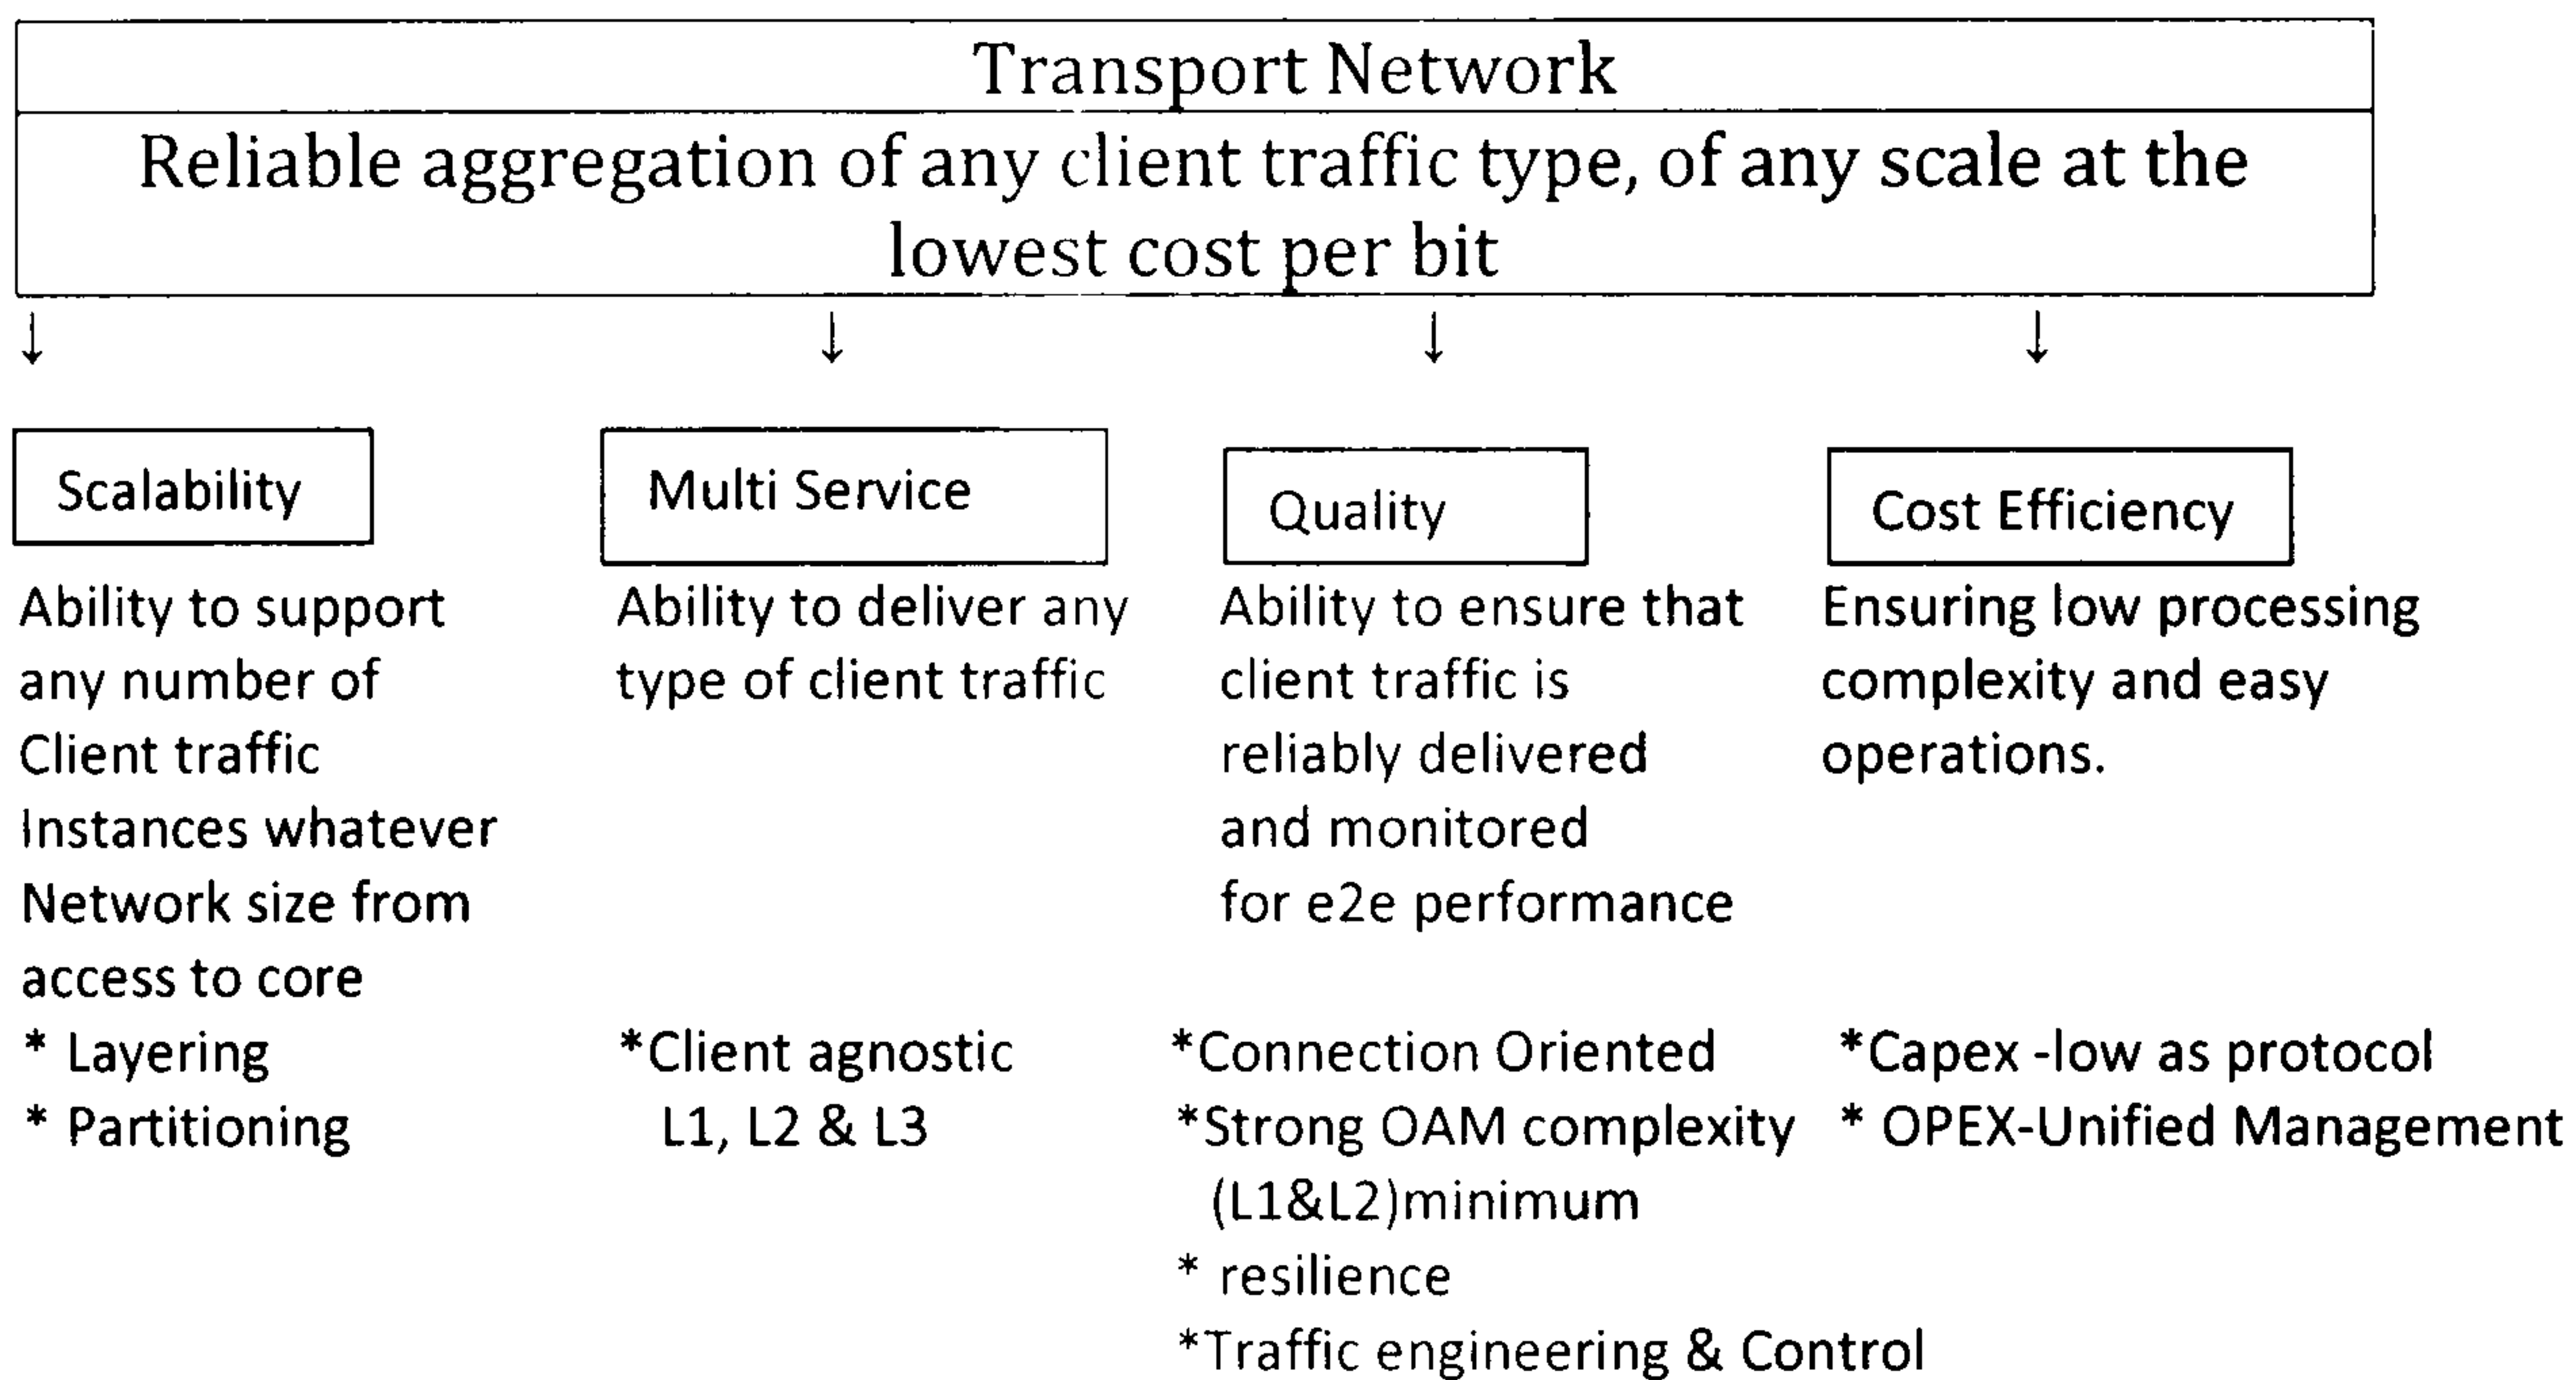 Transport Network
Reliable aggregation of any client traffic type, of any scale at the
lowest cost per bit
↓ ↓ ↓ ↓
Scalability
Ability to support
any number of
Client traffic
Instances whatever
Network size from
access to core
* Layering
* Partitioning
Multi Service
Ability to deliver any
type of client traffic
*Client agnostic
L1, L2 & L3
Quality
Ability to ensure that
client traffic is
reliably delivered
and monitored
for e2e performance
*Connection Oriented
*Strong OAM complexity
(L1&L2)minimum
* resilience
*Traffic engineering & Control
Cost Efficiency
Ensuring low processing
complexity and easy
operations.
*Capex -low as protocol
* OPEX-Unified Management